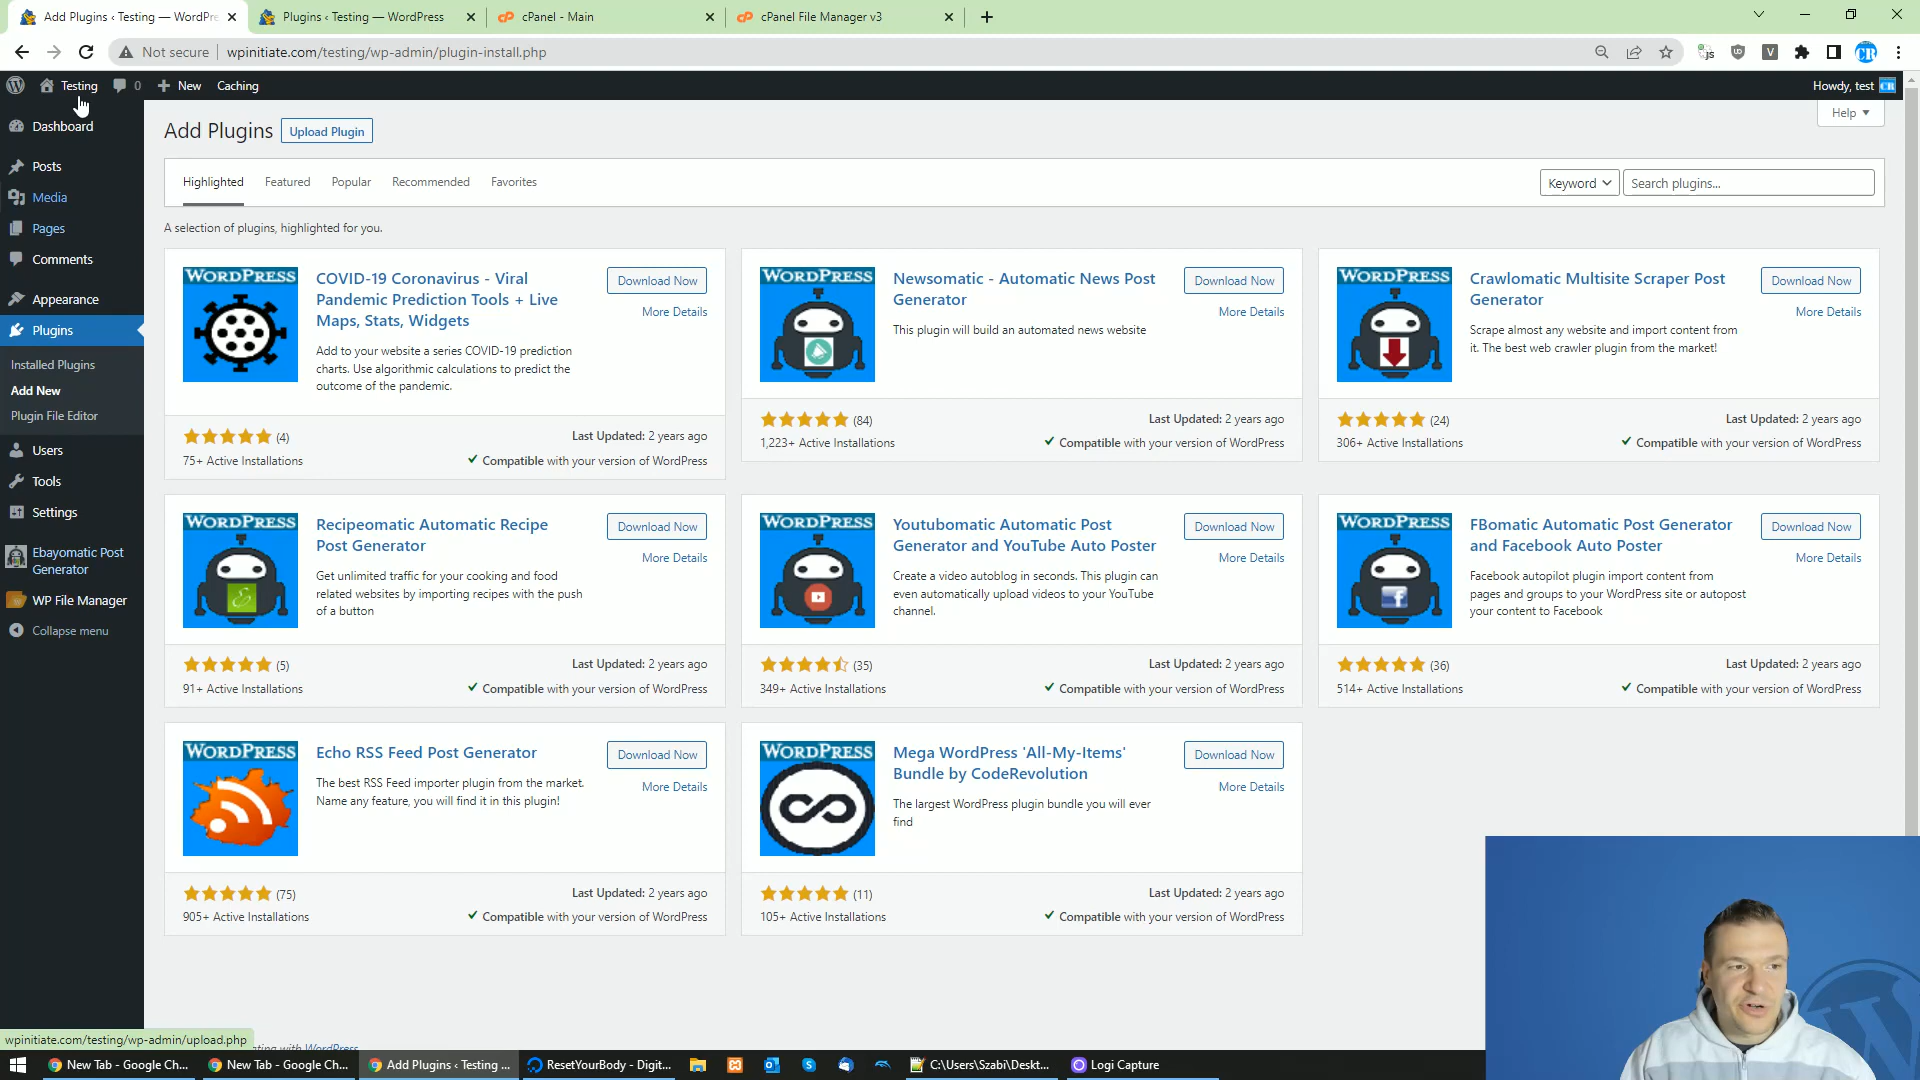 Add Plugins ‹ Testing — WordPre
Plugins ‹ Testing — WordPress
cPanel - Main
cPanel File Manager v3
Not secure
wpinitiate.com/testing/wp-admin/plugin-install.php
Testing
0
New
Caching
Howdy, test
Dashboard
Posts
Media
Pages
Comments
Appearance
Plugins
Installed Plugins
Add New
Plugin File Editor
Users
Tools
Settings
Ebayomatic Post
Generator
WP File Manager
Collapse menu
Add Plugins
Upload Plugin
Help
Highlighted
Featured
Popular
Recommended
Favorites
Keyword
Search plugins...
A selection of plugins, highlighted for you.
WORDPRESS
COVID-19 Coronavirus - Viral
Pandemic Prediction Tools + Live
Maps, Stats, Widgets
Download Now
More Details
Add to your website a series COVID-19 prediction
charts. Use algorithmic calculations to predict the
outcome of the pandemic.
(4)
Last Updated: 2 years ago
75+ Active Installations
Compatible with your version of WordPress
WORDPRESS
Newsomatic - Automatic News Post
Generator
Download Now
More Details
This plugin will build an automated news website
(84)
Last Updated: 2 years ago
1,223+ Active Installations
Compatible with your version of WordPress
WORDPRESS
Crawlomatic Multisite Scraper Post
Generator
Download Now
More Details
Scrape almost any website and import content from
it. The best web crawler plugin from the market!
(24)
Last Updated: 2 years ago
306+ Active Installations
Compatible with your version of WordPress
WORDPRESS
Recipeomatic Automatic Recipe
Post Generator
Download Now
More Details
Get unlimited traffic for your cooking and food
related websites by importing recipes with the push
of a button
(5)
Last Updated: 2 years ago
91+ Active Installations
Compatible with your version of WordPress
WORDPRESS
Youtubomatic Automatic Post
Generator and YouTube Auto Poster
Download Now
More Details
Create a video autoblog in seconds. This plugin can
even automatically upload videos to your YouTube
channel.
(35)
Last Updated: 2 years ago
349+ Active Installations
Compatible with your version of WordPress
WORDPRESS
FBomatic Automatic Post Generator
and Facebook Auto Poster
Download Now
More Details
Facebook autopilot plugin import content from
pages and groups to your WordPress site or autopost
your content to Facebook
(36)
Last Updated: 2 years ago
514+ Active Installations
Compatible with your version of WordPress
WORDPRESS
Echo RSS Feed Post Generator
Download Now
More Details
The best RSS Feed importer plugin from the market.
Name any feature, you will find it in this plugin!
(75)
Last Updated: 2 years ago
905+ Active Installations
Compatible with your version of WordPress
WORDPRESS
Mega WordPress 'All-My-Items'
Bundle by CodeRevolution
Download Now
More Details
The largest WordPress plugin bundle you will ever
find
(11)
Last Updated: 2 years ago
105+ Active Installations
Compatible with your version of WordPress
wpinitiate.com/testing/wp-admin/upload.php
with WordPress
New Tab - Google Ch...
New Tab - Google Ch...
Add Plugins ‹ Testing ...
ResetYourBody - Digit...
C:\Users\Szabi\Deskt...
Logi Capture